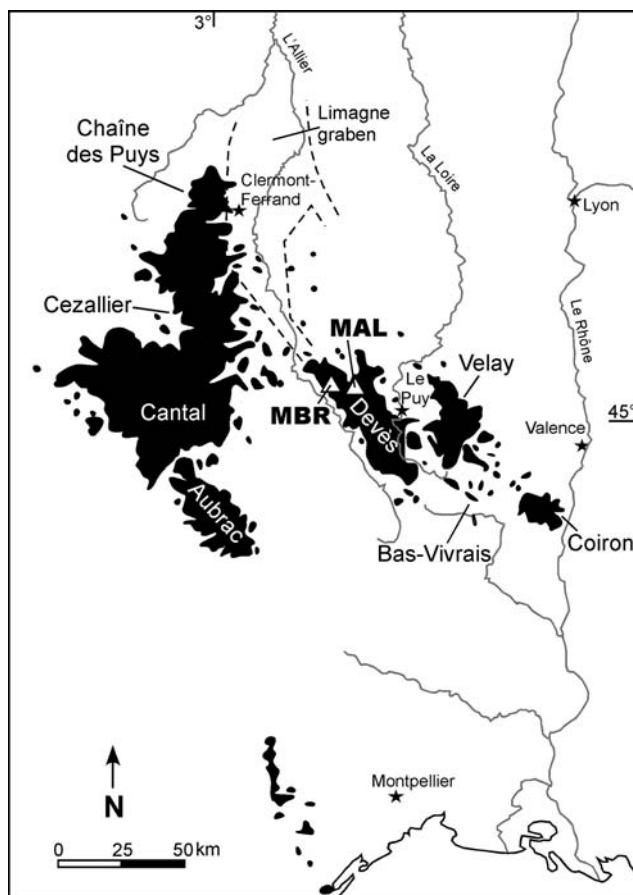 3°
L'Allier
Limagne
graben
Chaîne
des Puys
Clermont-
Ferrand
La Loire
Lyon
Le Rhône
Cezallier
MAL
Velay
Le
Puy
MBR
Devès
Cantal
45°
Valence
Aubrac
Bas-Vivrais
Coiron
N
Montpellier
0 25 50 km